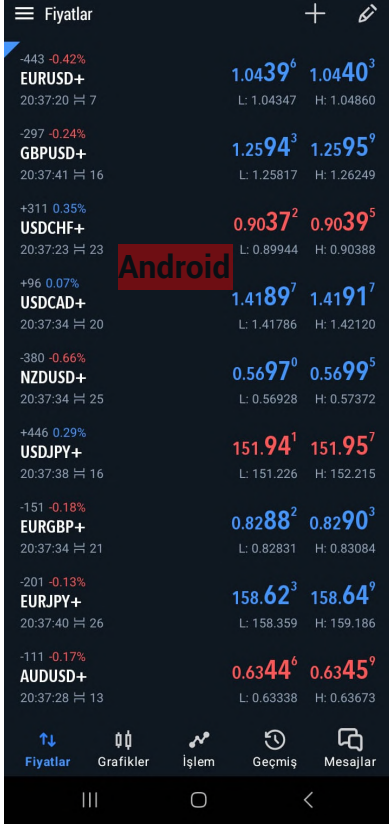 Fiyatlar
-443 -0.42%
EURUSD+ 1.04396 1.04403
20:37:20 7 L: 1.04347 H: 1.04860
-297 -0.24%
GBPUSD+ 1.25943 1.25959
20:37:41 16 L: 1.25817 H: 1.26249
+311 0.35%
USDCHF+ 0.90372 0.90395
20:37:23 23 L: 0.89944 H: 0.90388
Android
+96 0.07%
USDCAD+ 1.41897 1.41917
20:37:34 20 L: 1.41786 H: 1.42120
-380 -0.66%
NZDUSD+ 0.56970 0.56995
20:37:34 25 L: 0.56928 H: 0.57372
+446 0.29%
USDJPY+ 151.941 151.957
20:37:38 16 L: 151.226 H: 152.215
-151 -0.18%
EURGBP+ 0.82882 0.82903
20:37:34 21 L: 0.82831 H: 0.83084
-201 -0.13%
EURJPY+ 158.623 158.649
20:37:40 26 L: 158.359 H: 159.186
-111 -0.17%
AUDUSD+ 0.63446 0.63459
20:37:28 13 L: 0.63338 H: 0.63673
Fiyatlar Grafikler İşlem Geçmiş Mesajlar